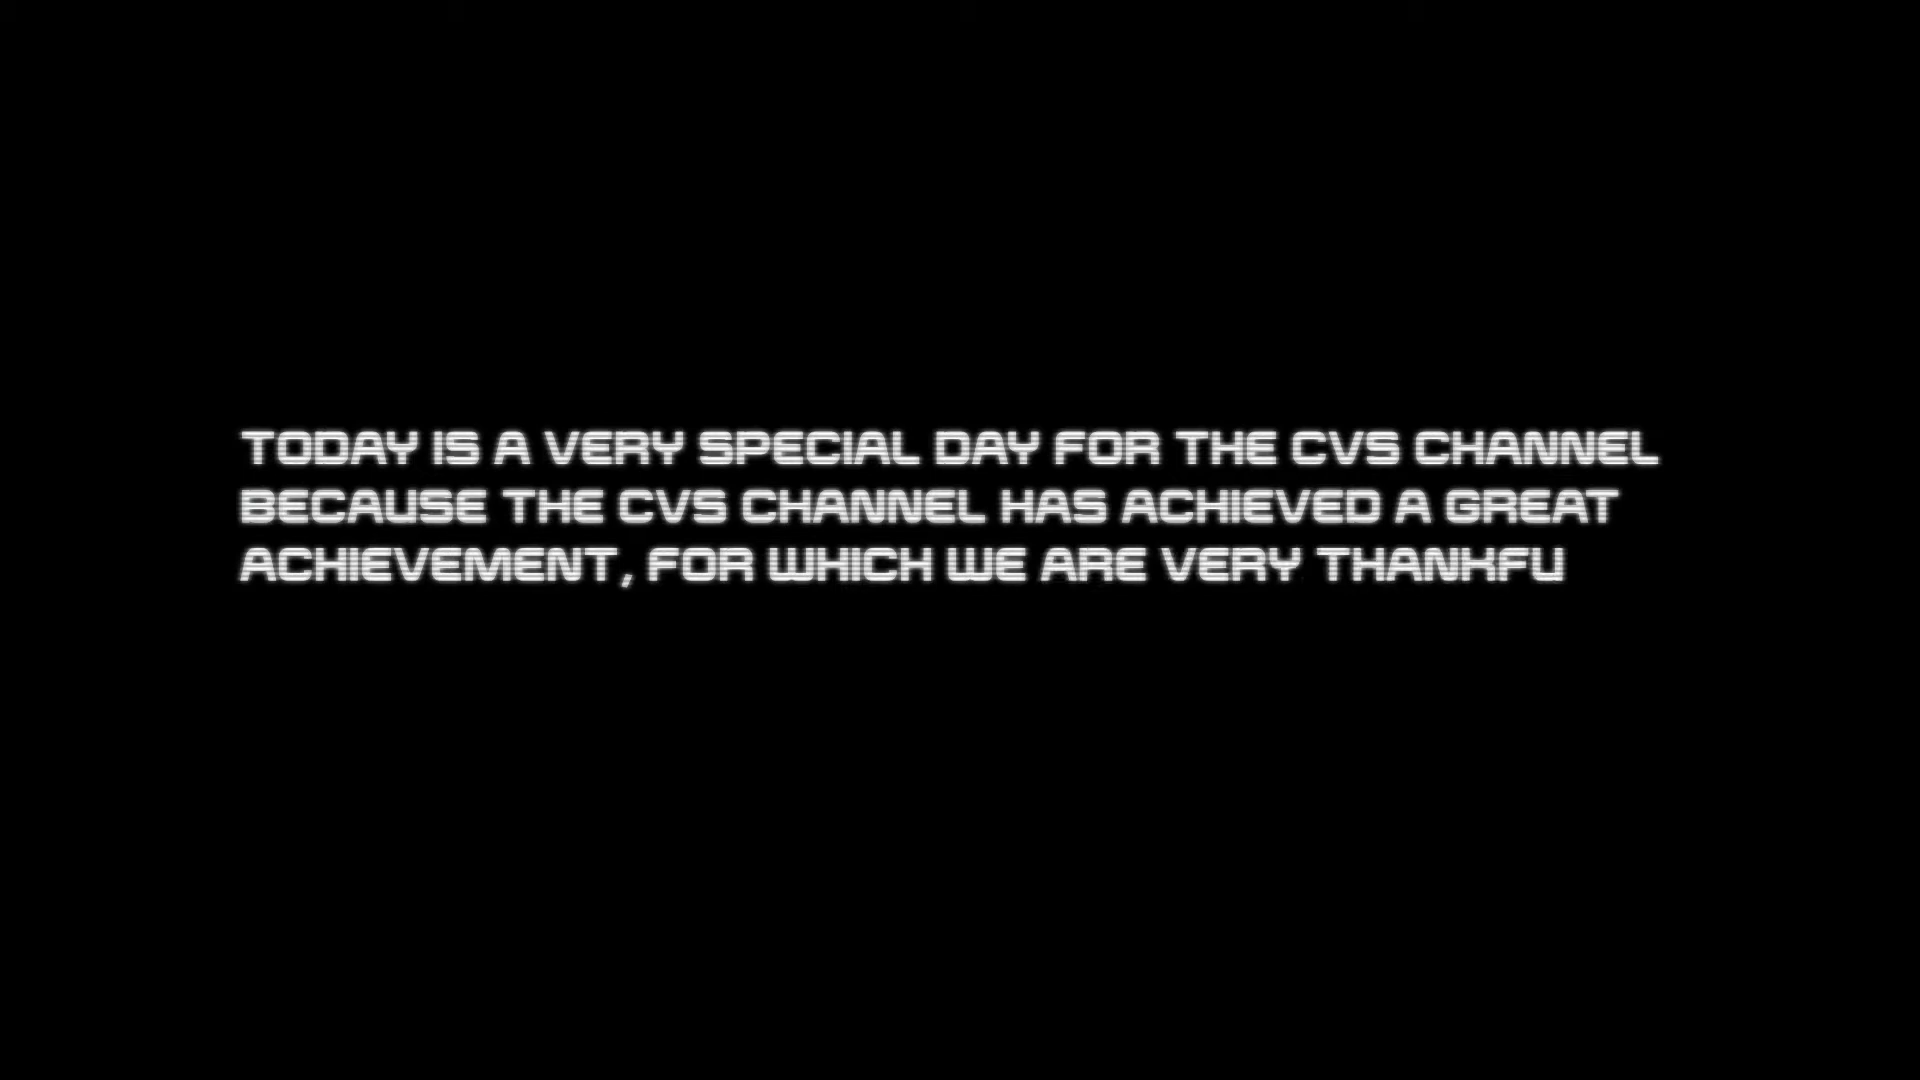 TODAY IS A VERY SPECIAL DAY FOR THE CVS CHANNEL
BECAUSE THE CVS CHANNEL HAS ACHIEVED A GREAT
ACHIEVEMENT, FOR WHICH WE ARE VERY THANKFU